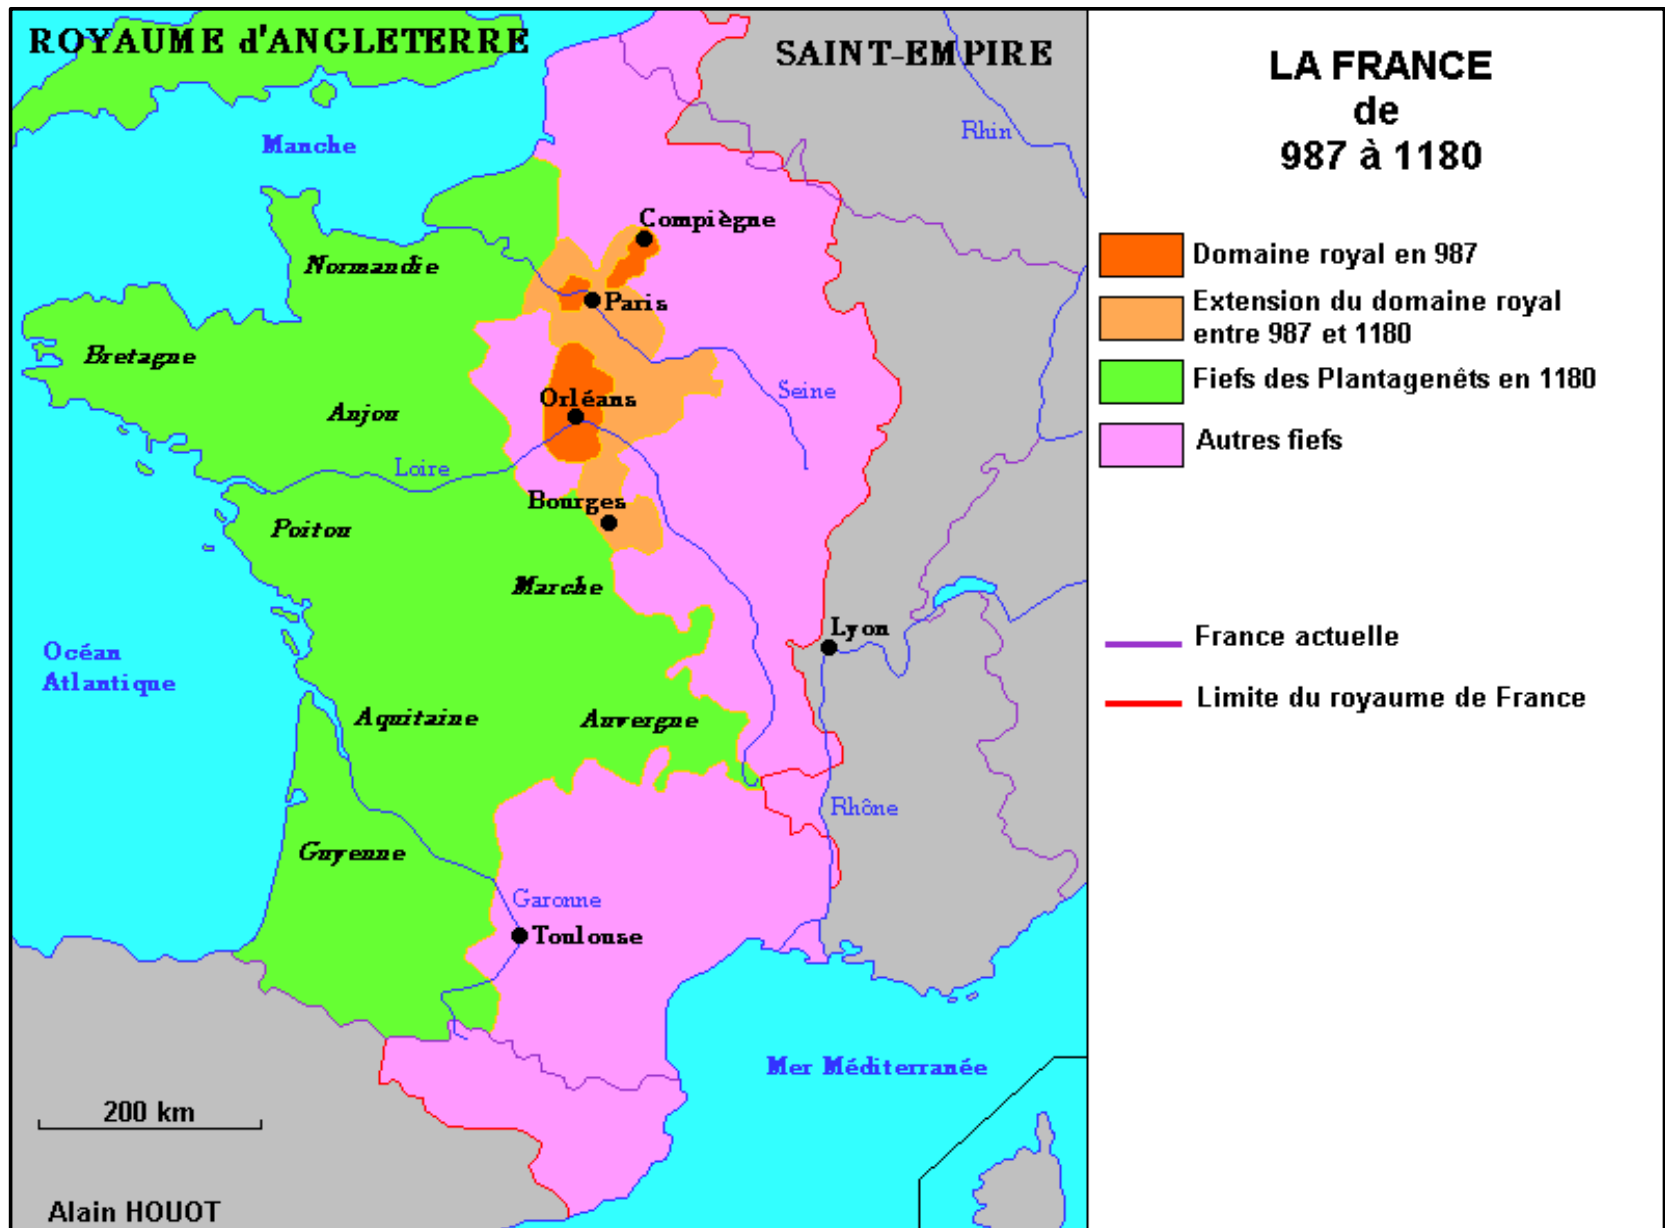 ROYAUME d'ANGLETERRE
SAINT-EMPIRE
Manche
Rhin
Compiègne
Normandie
Paris
Bretagne
Seine
Orléans
Anjou
Loire
Bourges
Poitou
Marche
Lyon
Océan
Atlantique
Aquitaine
Auvergne
Rhône
Guyenne
Garonne
Toulouse
Mer Méditerranée
200 km
Alain HOUOT
LA FRANCE
de
987 à 1180
Domaine royal en 987
Extension du domaine royal
entre 987 et 1180
Fiefs des Plantagenêts en 1180
Autres fiefs
France actuelle
Limite du royaume de France